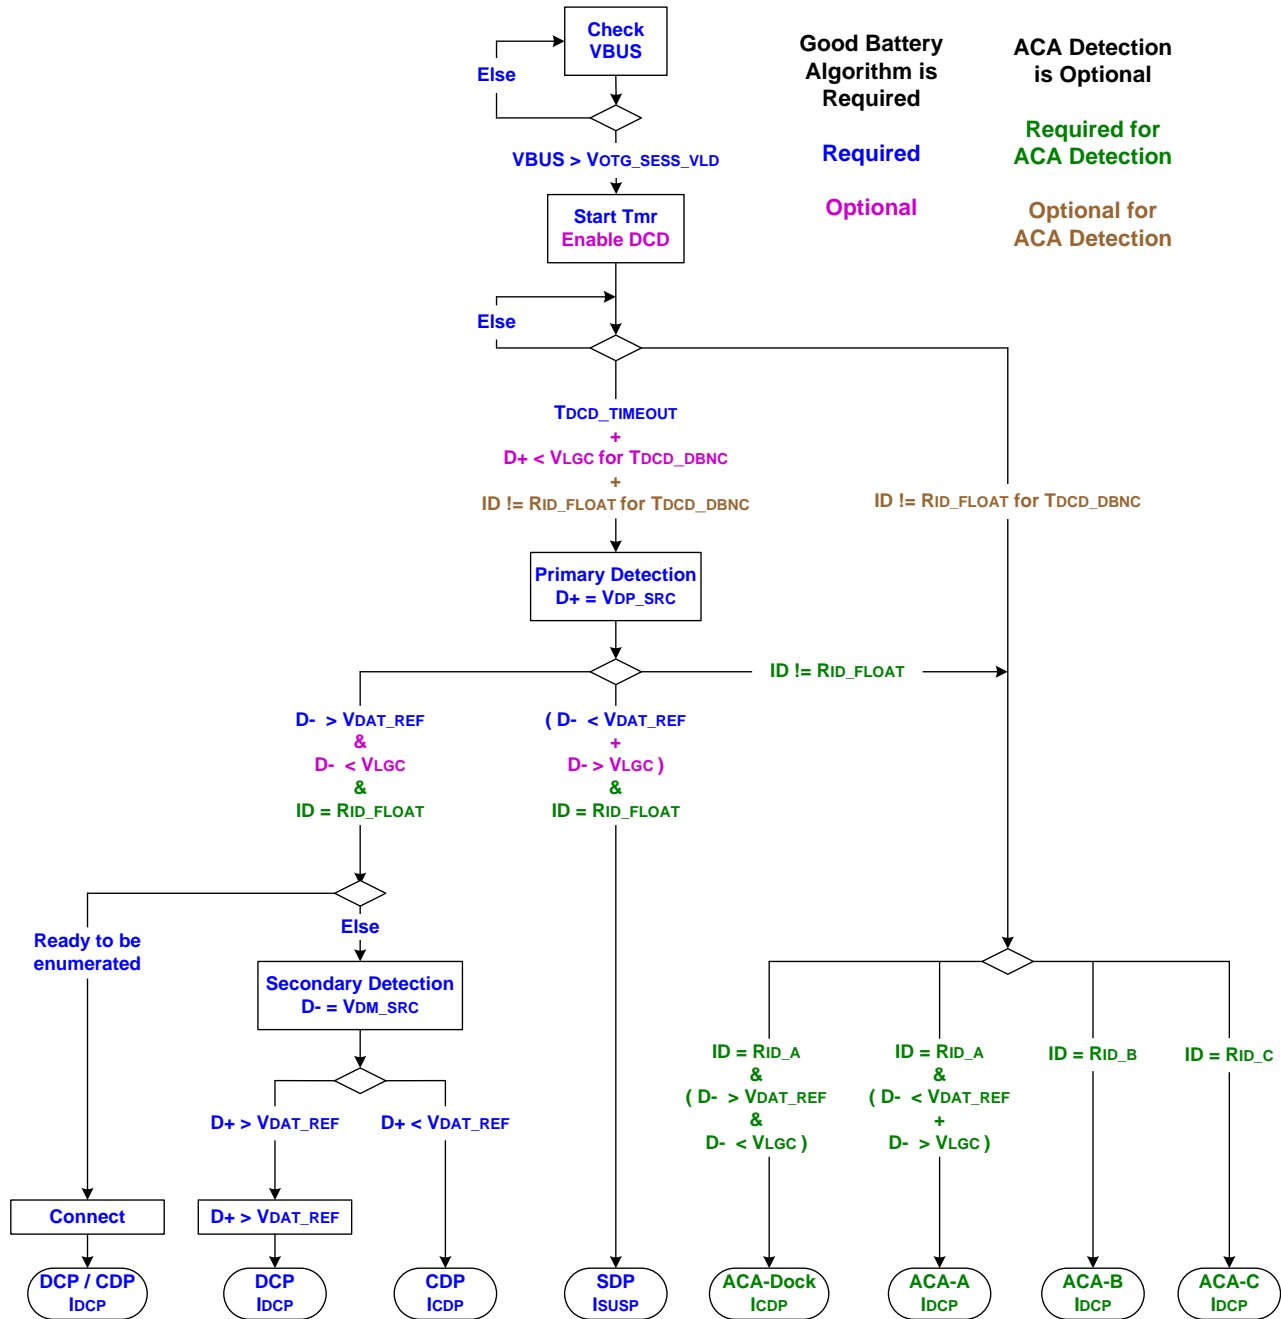 Check
VBUS
Else
VBUS > VOTG_SESS_VLD
Good Battery
Algorithm is
Required
Required
Optional
ACA Detection
is Optional
Required for
ACA Detection
Optional for
ACA Detection
Start Tmr
Enable DCD
Else
TDCD_TIMEOUT
+
D+ < VLGC for TDCD_DBNC
+
ID != RID_FLOAT for TDCD_DBNC
ID != RID_FLOAT for TDCD_DBNC
Primary Detection
D+ = VDP_SRC
ID != RID_FLOAT
D- > VDAT_REF
&
D- < VLGC
&
ID = RID_FLOAT
( D- < VDAT_REF
+
D- > VLGC )
&
ID = RID_FLOAT
Ready to be
enumerated
Else
Secondary Detection
D- = VDM_SRC
D+ > VDAT_REF
D+ < VDAT_REF
ID = RID_A
&
( D- > VDAT_REF
&
D- < VLGC )
ID = RID_A
&
( D- < VDAT_REF
+
D- > VLGC )
ID = RID_B
ID = RID_C
Connect
D+ > VDAT_REF
DCP / CDP
IDCP
DCP
IDCP
CDP
ICDP
SDP
ISUSP
ACA-Dock
ICDP
ACA-A
IDCP
ACA-B
IDCP
ACA-C
IDCP